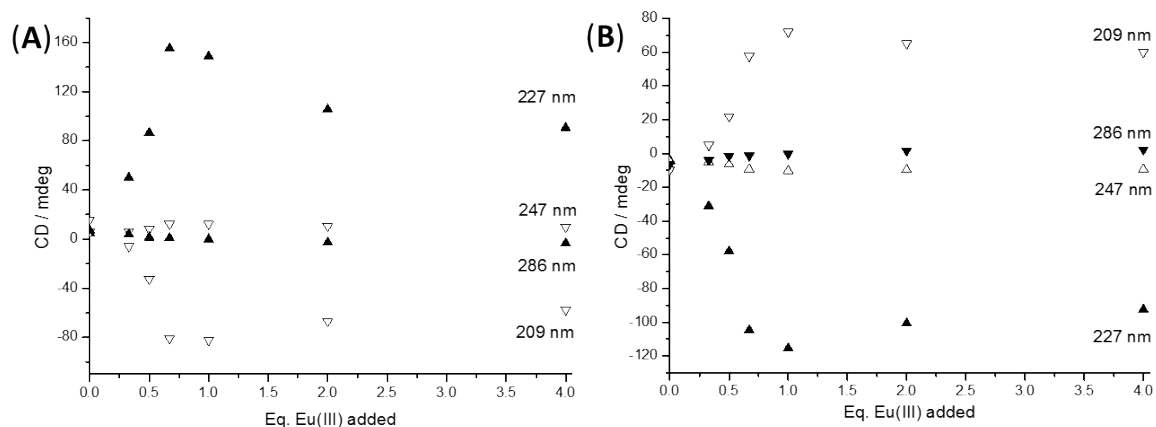 (A)
CD / mdeg
160
120
80
40
0
-40
-80
227 nm
247 nm
286 nm
209 nm
0.0 0.5 1.0 1.5 2.0 2.5 3.0 3.5 4.0
Eq. Eu(III) added
(B)
CD / mdeg
80
60
40
20
0
-20
-40
-60
-80
-100
-120
209 nm
286 nm
247 nm
227 nm
0.0 0.5 1.0 1.5 2.0 2.5 3.0 3.5 4.0
Eq. Eu(III) added